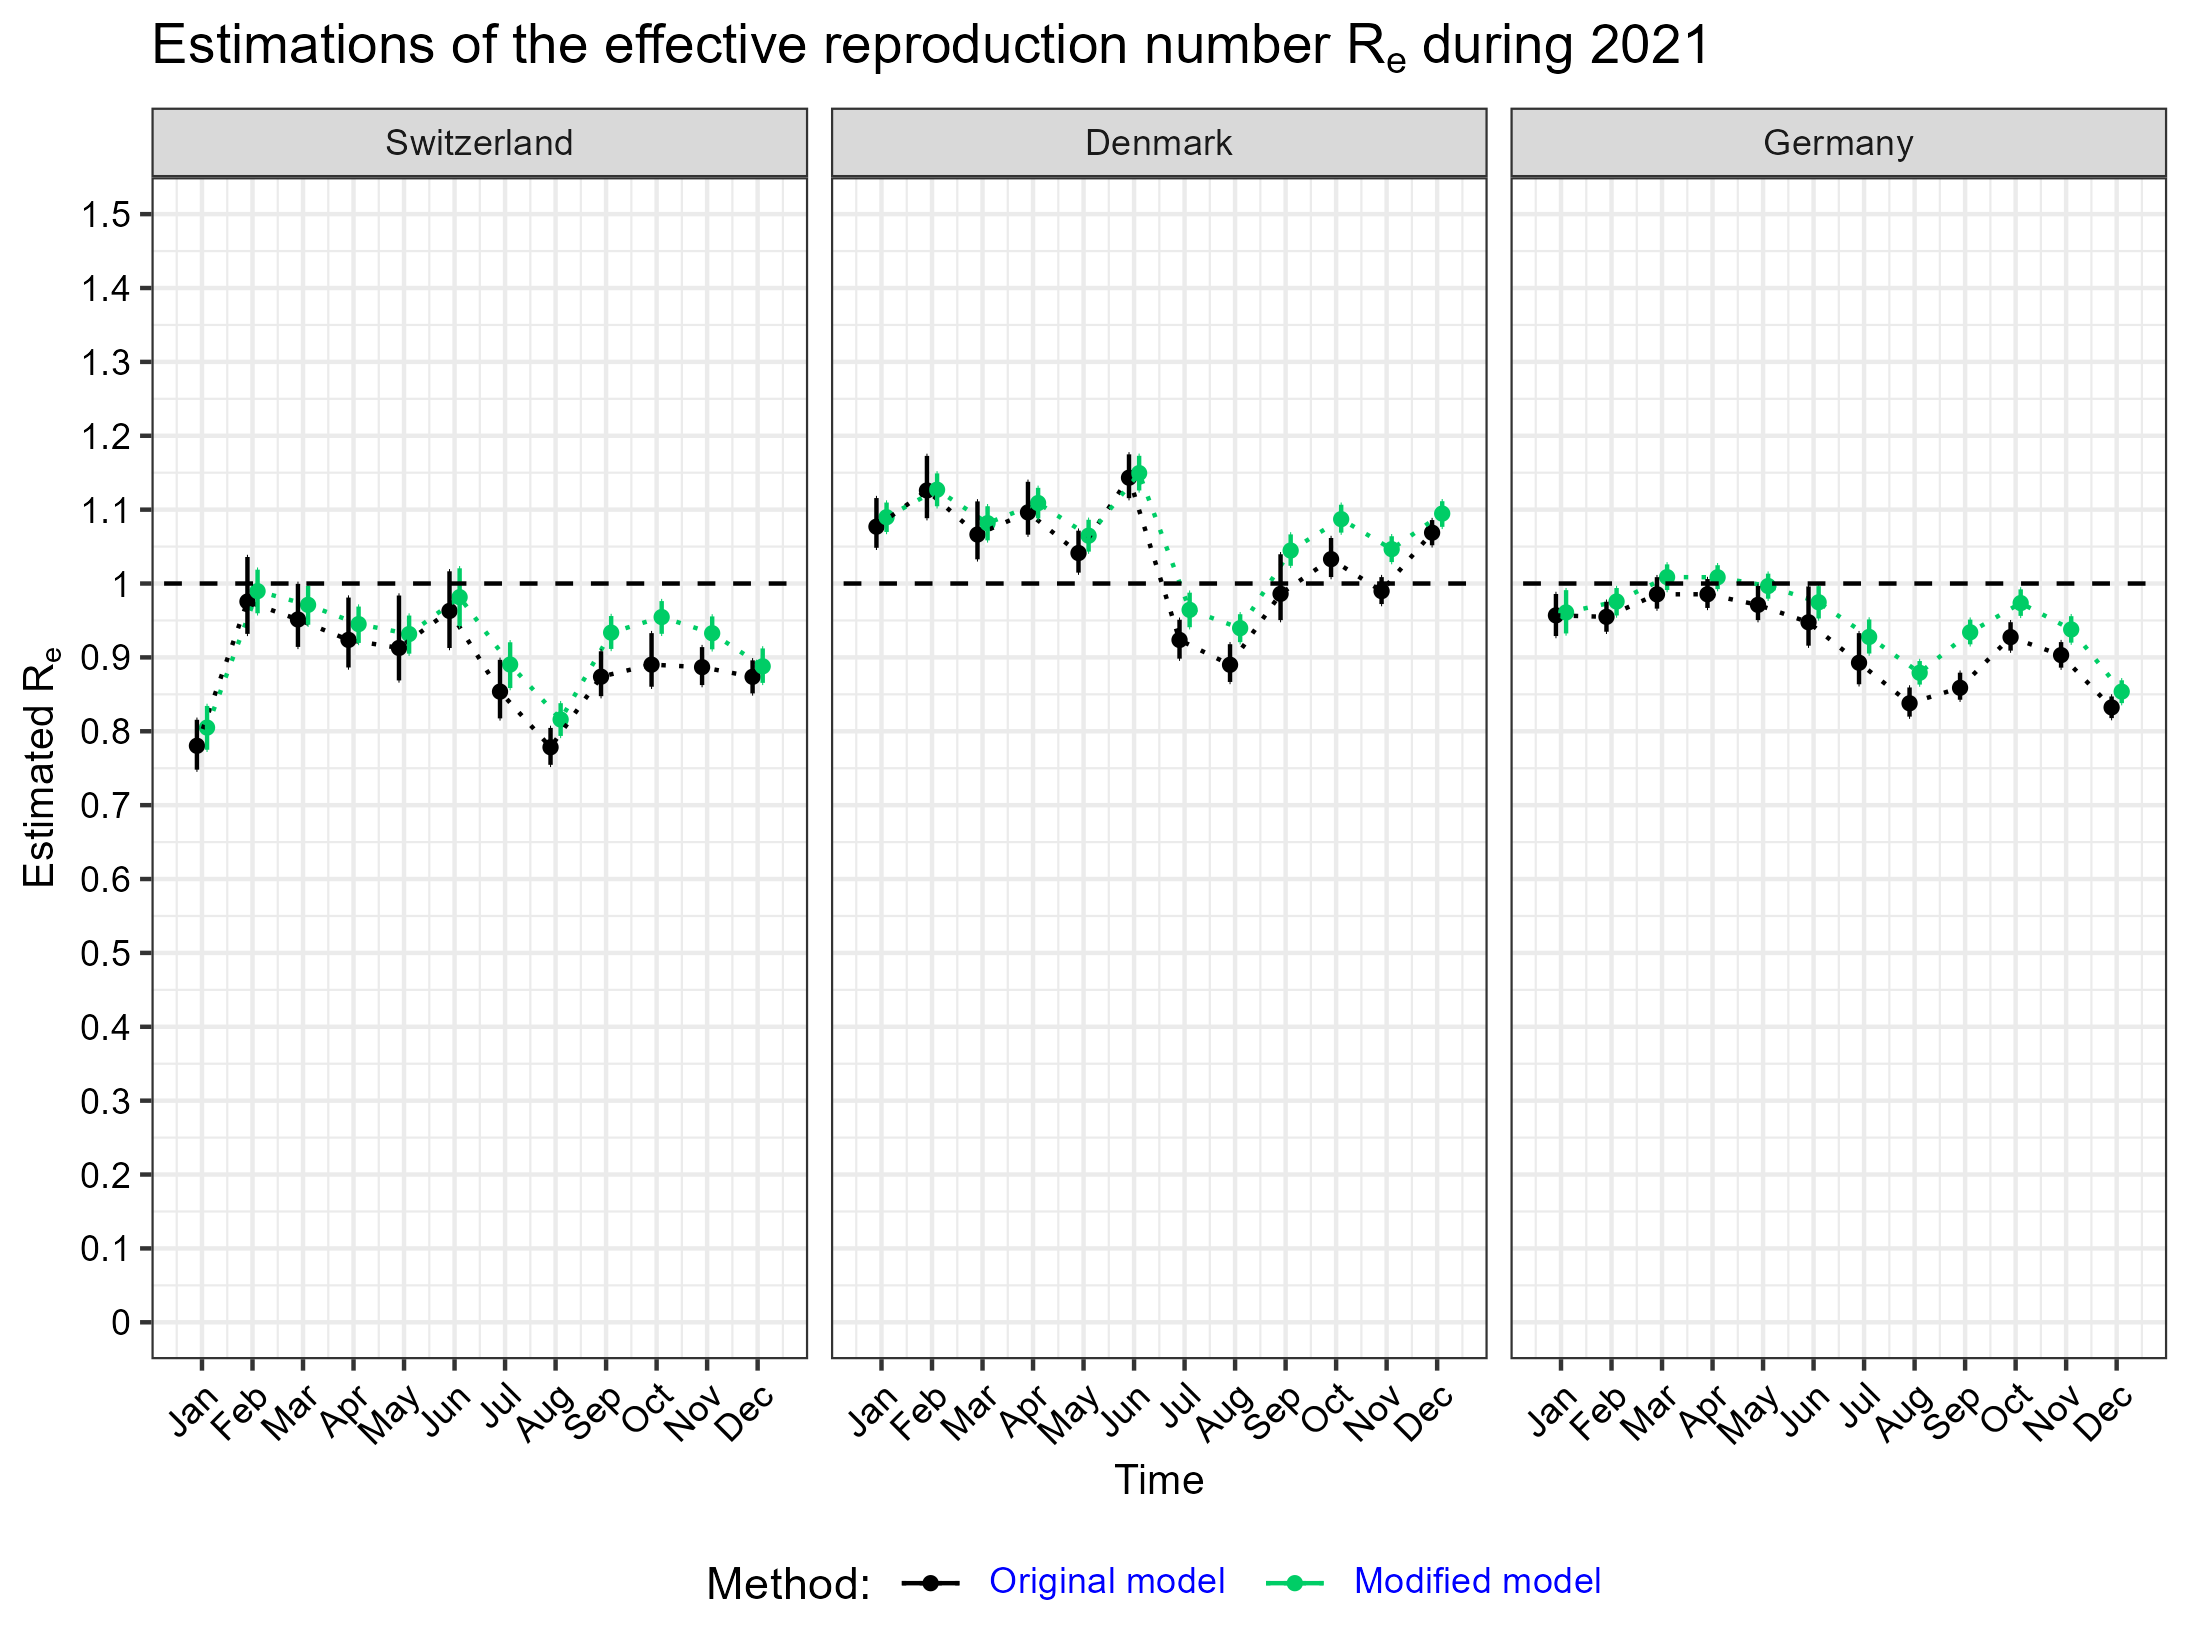 Estimations of the effective reproduction number Re during 2021
Switzerland Denmark Germany
Estimated Re
1.5
1.4
1.3
1.2
1.1
1
0.9
0.8
0.7
0.6
0.5
0.4
0.3
0.2
0.1
0
Jan Feb Mar Apr May Jun Jul Aug Sep Oct Nov Dec Jan Feb Mar Apr May Jun Jul Aug Sep Oct Nov Dec Jan Feb Mar Apr May Jun Jul Aug Sep Oct Nov Dec
Time
Method: Original model Modified model